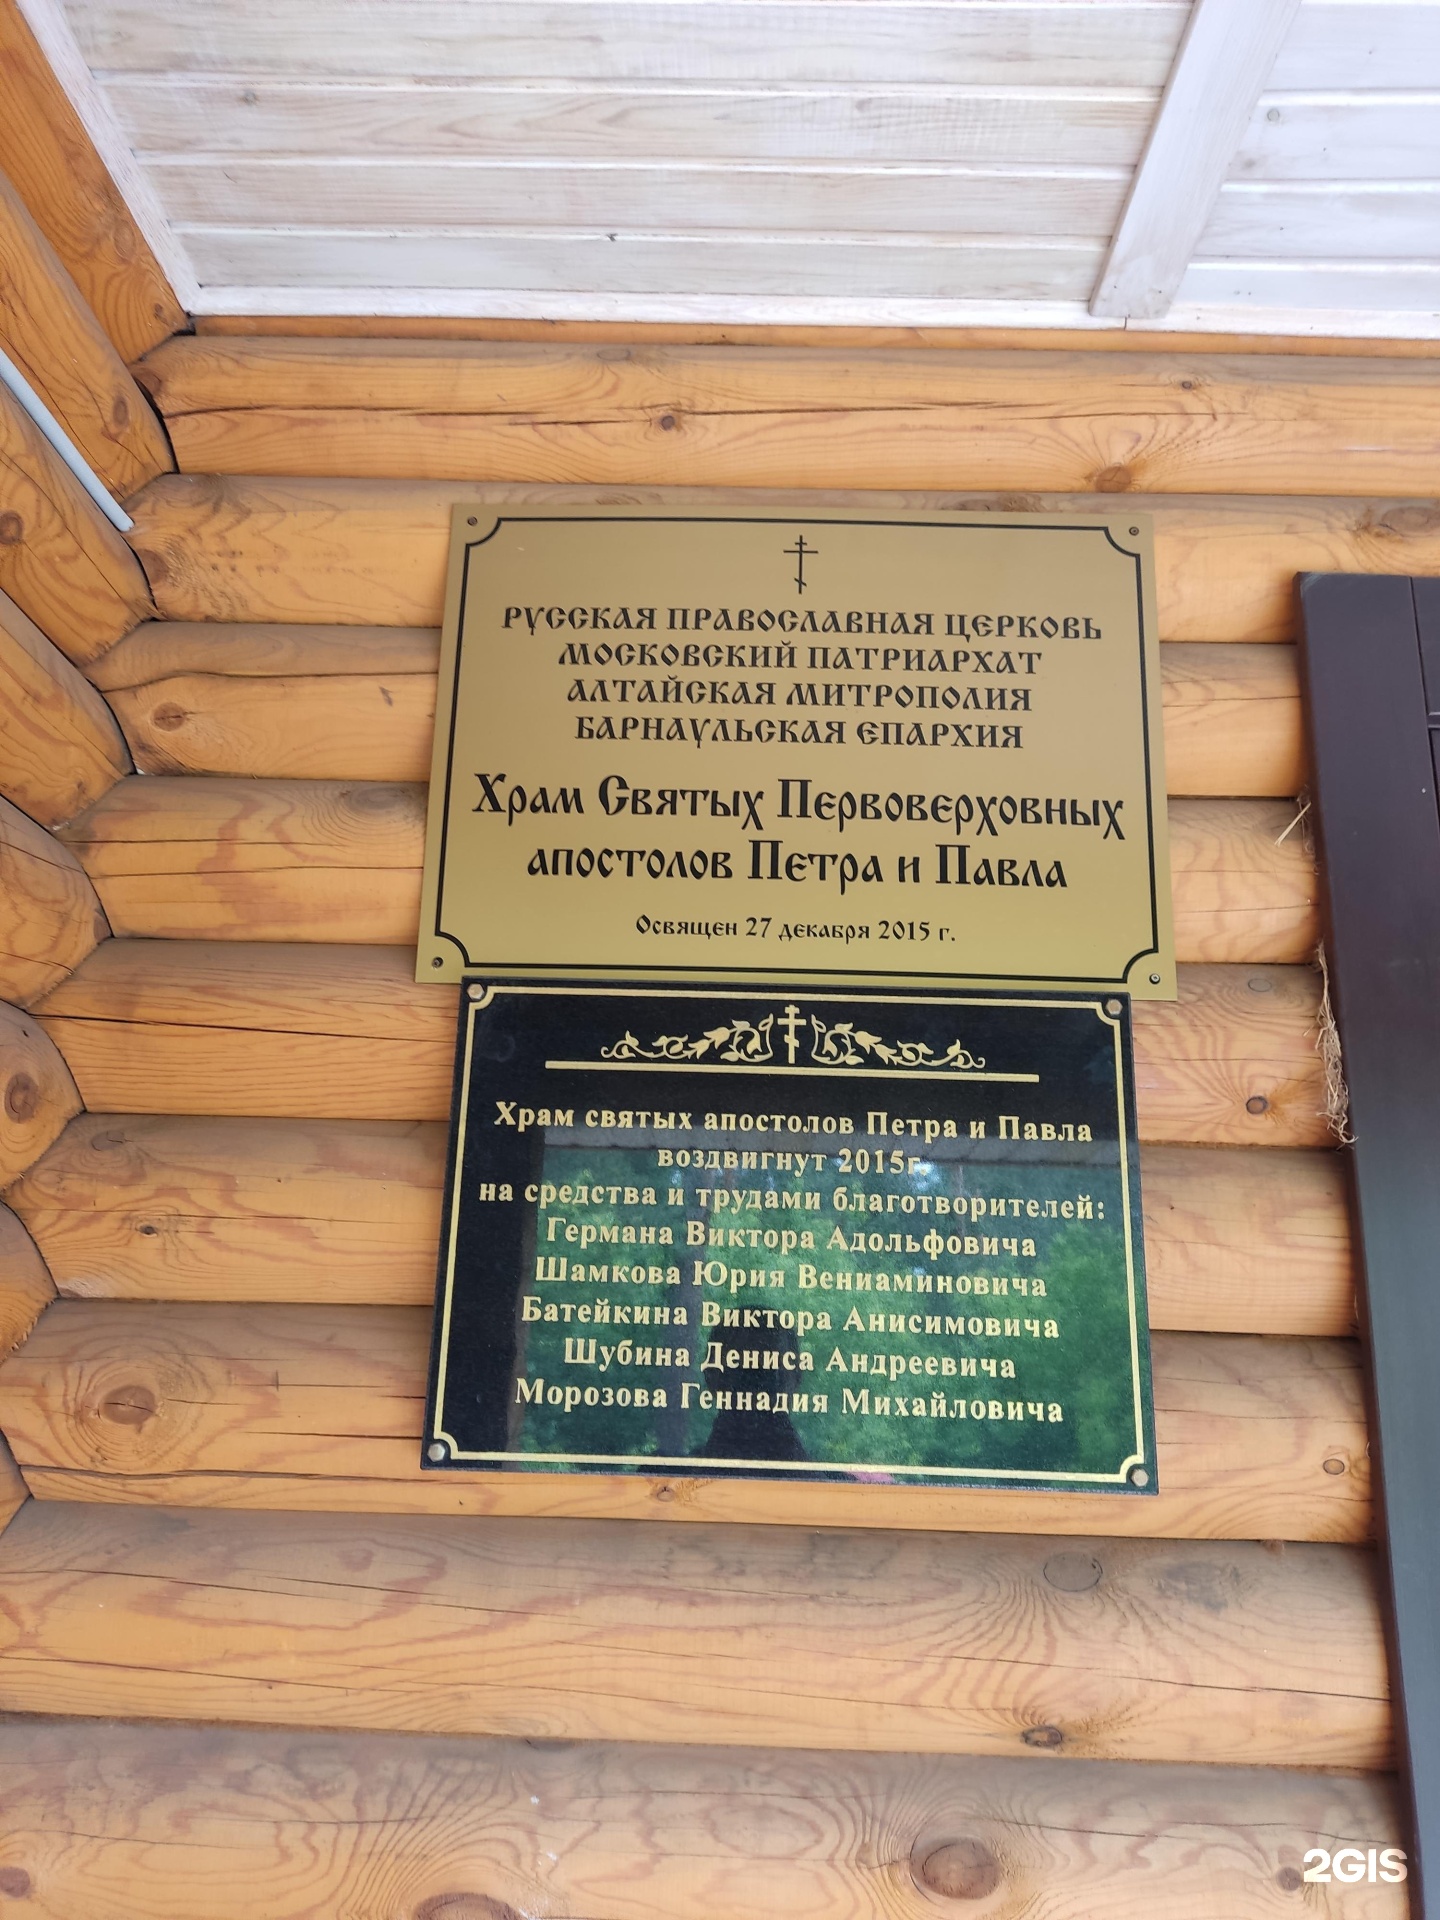 РУССКАЯ ПРАВОСЛАВНАЯ ЦЕРКОВЬ
МОСКОВСКИЙ ПАТРИАРХАТ
АЛТАЙСКАЯ МИТРОПОЛИЯ
БАРНАУЛЬСКАЯ ЕПАРХИЯ
Храм Святых Первоверховных
апостолов Петра и Павла
Освящен 27 декабря 2015 г.
Храм святых апостолов Петра и Павла
воздвигнут 2015г.
на средства и трудами благотворителей:
Германа Виктора Адольфовича
Шамкова Юрия Вениаминовича
Батейкина Виктора Анисимовича
Шубина Дениса Андреевича
Морозова Геннадия Михайловича
2GIS